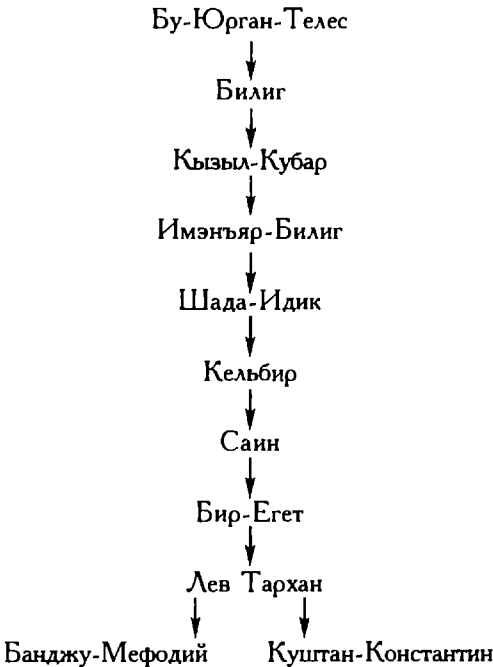 Бу-Юрган-Телес
Билиг
Кызыл-Кубар
Имэнъяр-Билиг
Шада-Идик
Кельбир
Саин
Бир-Егет
Лев Тархан
Банджу-Мефодий Куштан-Константин